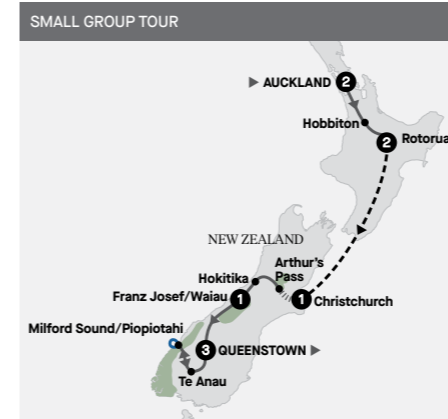 SMALL GROUP TOUR
▶ AUCKLAND 2
Hobbiton
2 Rotorua
NEW ZEALAND
Arthur's
Pass
Hokitika
Franz Josef/Waiau 1
1 Christchurch
Milford Sound/Piopiotahi
3 QUEENSTOWN ▶
Te Anau